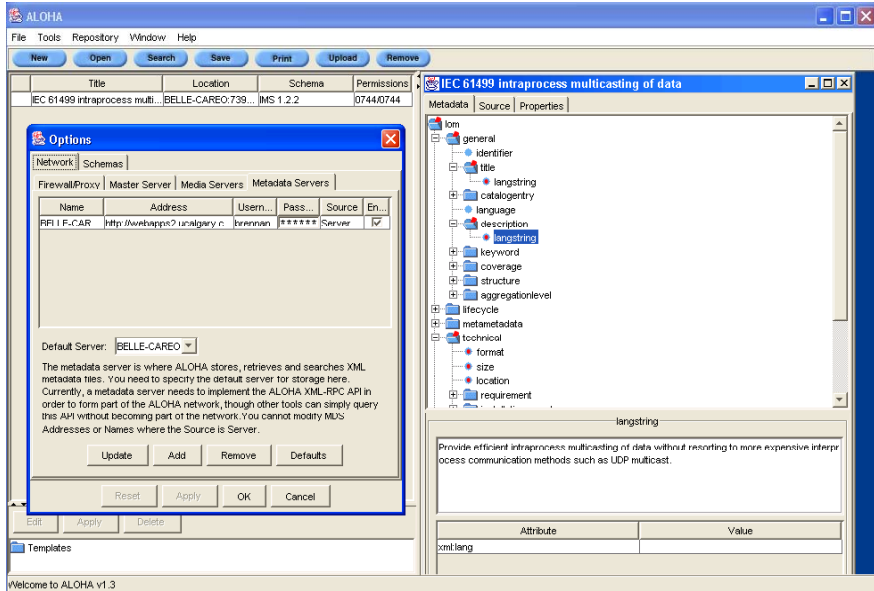 ALOHA
File Tools Repository Window Help
New Open Search Save Print Upload Remove
Title Location Schema Permissions
IEC 61499 intraprocess multi... BELLE-CAREO:739... IMS 1.2.2 0744/0744
Options
Network Schemas
Firewall/Proxy Master Server Media Servers Metadata Servers
Name Address Usern... Pass... Source En...
BELLE-CAR http://webapps2.ucalgary.c brennan ****** Server
Default Server: BELLE-CAREO
The metadata server is where ALOHA stores, retrieves and searches XML
metadata files. You need to specify the default server for storage here.
Currently, a metadata server needs to implement the ALOHA XML-RPC API in
order to form part of the ALOHA network, though other tools can simply query
this API without becoming part of the network. You cannot modify MDS
Addresses or Names where the Source is Server.
Update Add Remove Defaults
Reset Apply OK Cancel
Edit Apply Delete
Templates
IEC 61499 intraprocess multicasting of data
Metadata Source Properties
lom
general
identifier
title
langstring
catalogentry
language
description
langstring
keyword
coverage
structure
aggregationlevel
lifecycle
metametadata
technical
format
size
location
requirement
langstring
Provide efficient intraprocess multicasting of data without resorting to more expensive interpr
ocess communication methods such as UDP multicast.
Attribute Value
xml:lang
Welcome to ALOHA v1.3